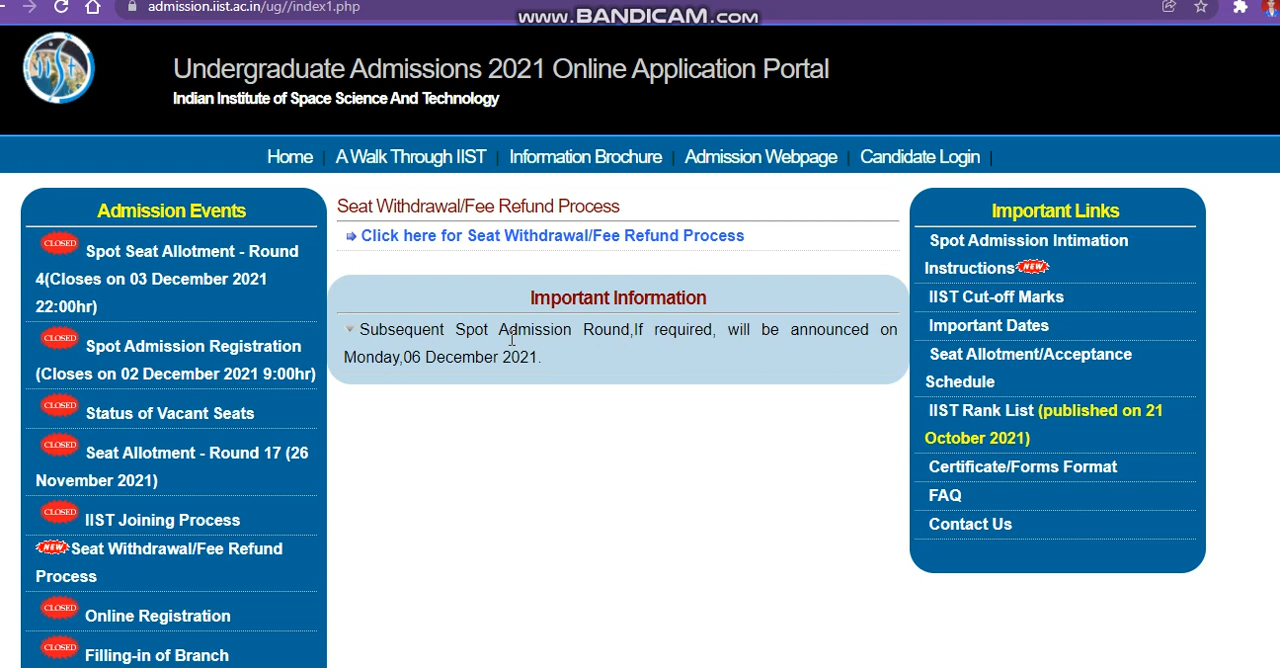 admission.iist.ac.in/ug//index1.php
www.BANDICAM.com
Undergraduate Admissions 2021 Online Application Portal
Indian Institute of Space Science And Technology
Home | A Walk Through IIST | Information Brochure | Admission Webpage | Candidate Login |
Admission Events
CLOSED Spot Seat Allotment - Round
4(Closes on 03 December 2021
22:00hr)
CLOSED Spot Admission Registration
(Closes on 02 December 2021 9:00hr)
CLOSED Status of Vacant Seats
CLOSED Seat Allotment - Round 17 (26
November 2021)
CLOSED IIST Joining Process
NEW Seat Withdrawal/Fee Refund
Process
CLOSED Online Registration
CLOSED Filling-in of Branch
Seat Withdrawal/Fee Refund Process
Click here for Seat Withdrawal/Fee Refund Process
Important Information
Subsequent Spot Admission Round,If required, will be announced on
Monday,06 December 2021.
Important Links
Spot Admission Intimation
Instructions NEW
IIST Cut-off Marks
Important Dates
Seat Allotment/Acceptance
Schedule
IIST Rank List (published on 21
October 2021)
Certificate/Forms Format
FAQ
Contact Us